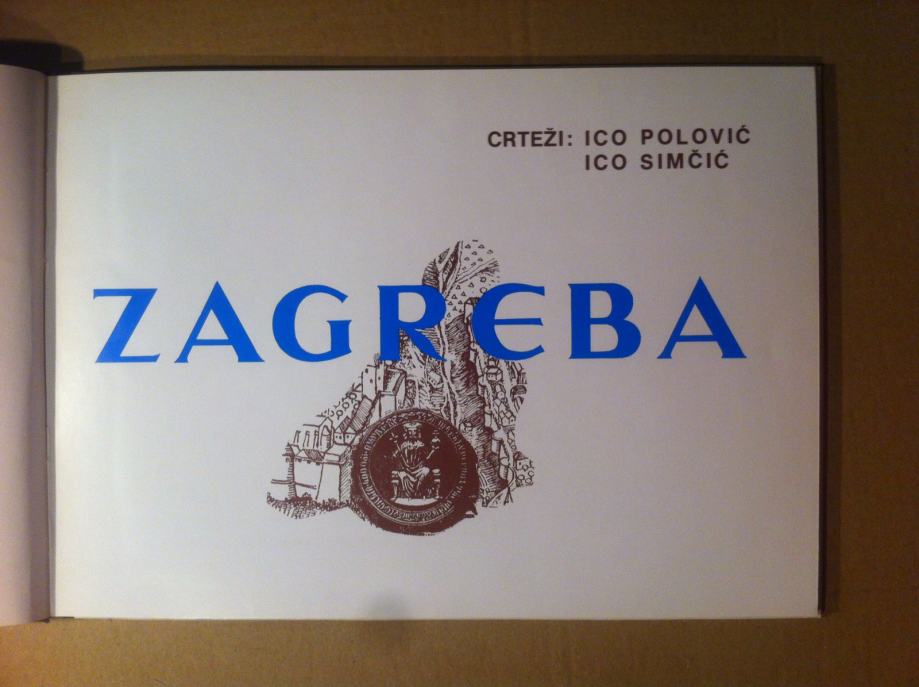 CRTEŽI: ICO POLOVIĆ
ICO SIMČIĆ
ZAGREBA